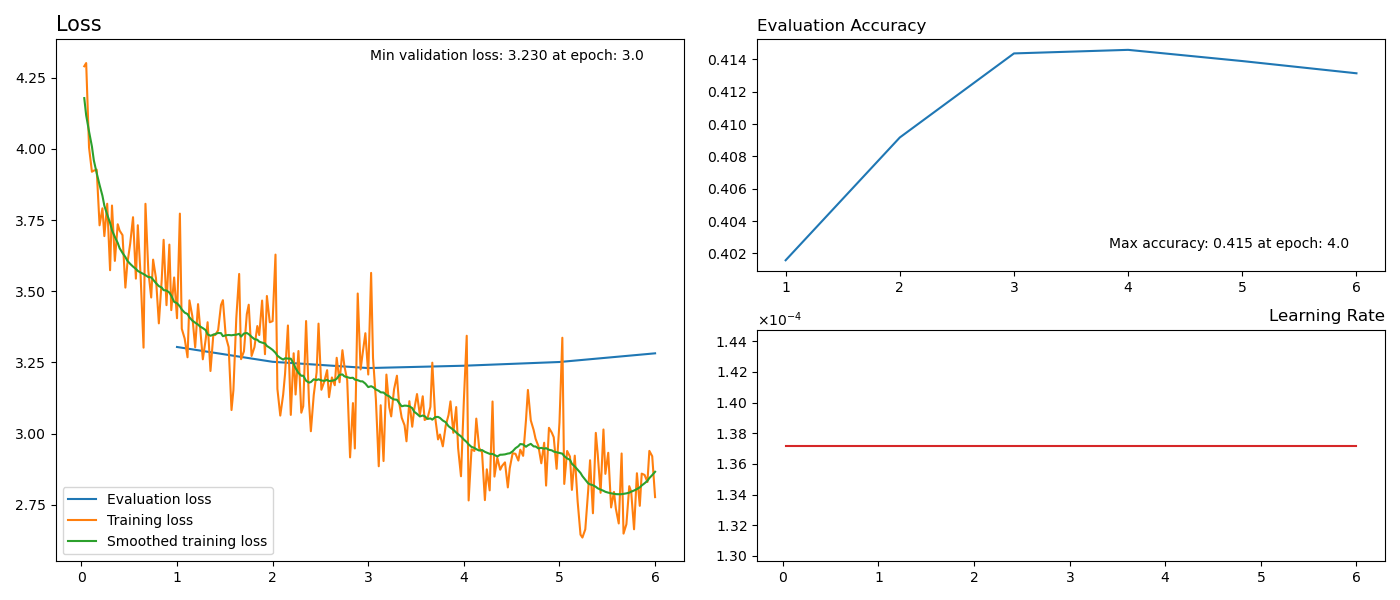 Loss
Min validation loss: 3.230 at epoch: 3.0
4.25
4.00
3.75
3.50
3.25
3.00
2.75
Evaluation loss
Training loss
Smoothed training loss
0 1 2 3 4 5 6
Evaluation Accuracy
0.414
0.412
0.410
0.408
0.406
0.404
0.402
Max accuracy: 0.415 at epoch: 4.0
1 2 3 4 5 6
Learning Rate
×10⁻⁴
1.44
1.42
1.40
1.38
1.36
1.34
1.32
1.30
0 1 2 3 4 5 6